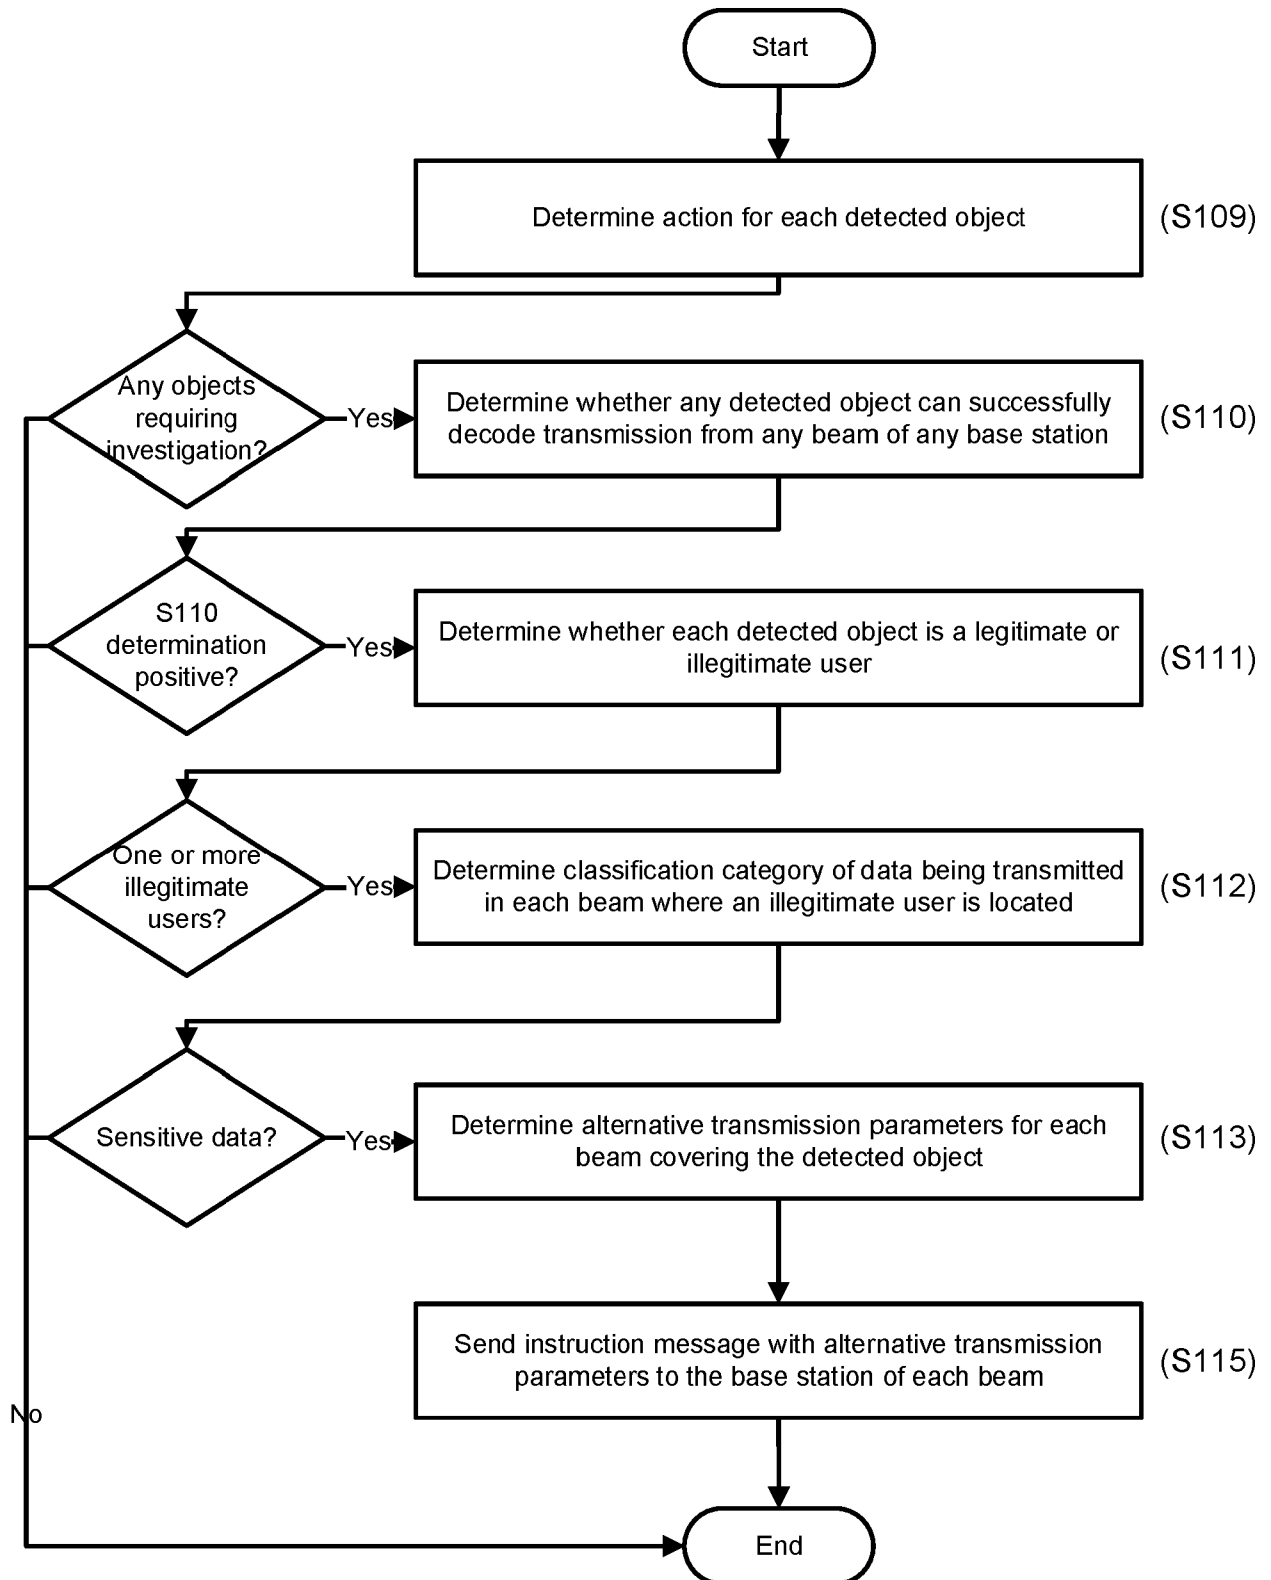 Start
Determine action for each detected object
(S109)
Any objects
requiring
investigation?
Yes
Determine whether any detected object can successfully
decode transmission from any beam of any base station
(S110)
S110
determination
positive?
Yes
Determine whether each detected object is a legitimate or
illegitimate user
(S111)
One or more
illegitimate
users?
Yes
Determine classification category of data being transmitted
in each beam where an illegitimate user is located
(S112)
Sensitive data?
Yes
Determine alternative transmission parameters for each
beam covering the detected object
(S113)
Send instruction message with alternative transmission
parameters to the base station of each beam
(S115)
No
End